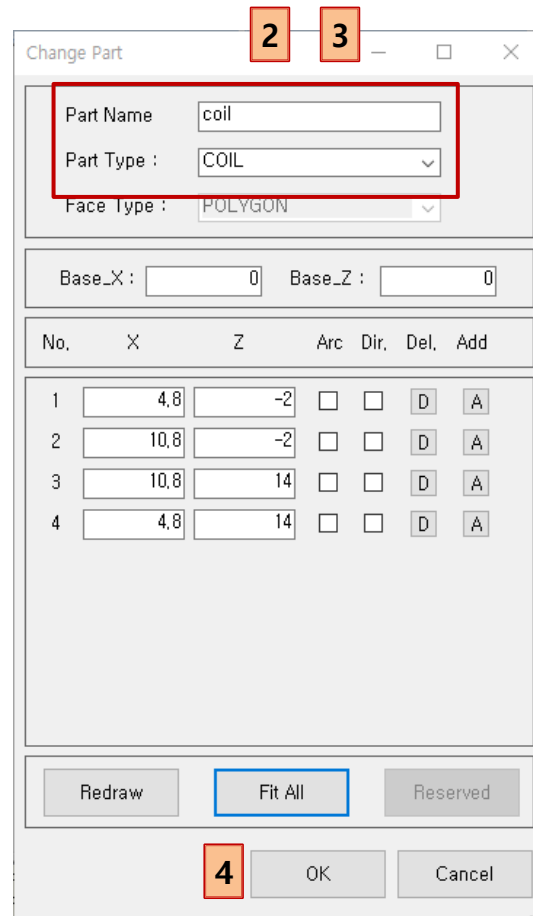 2 3
Change Part
Part Name coil
Part Type : COIL
Face Type : POLYGON
Base_X : 0 Base_Z : 0
No. X Z Arc Dir. Del. Add
1 4.8 -2 D A
2 10.8 -2 D A
3 10.8 14 D A
4 4.8 14 D A
Redraw Fit All Reserved
4 OK Cancel